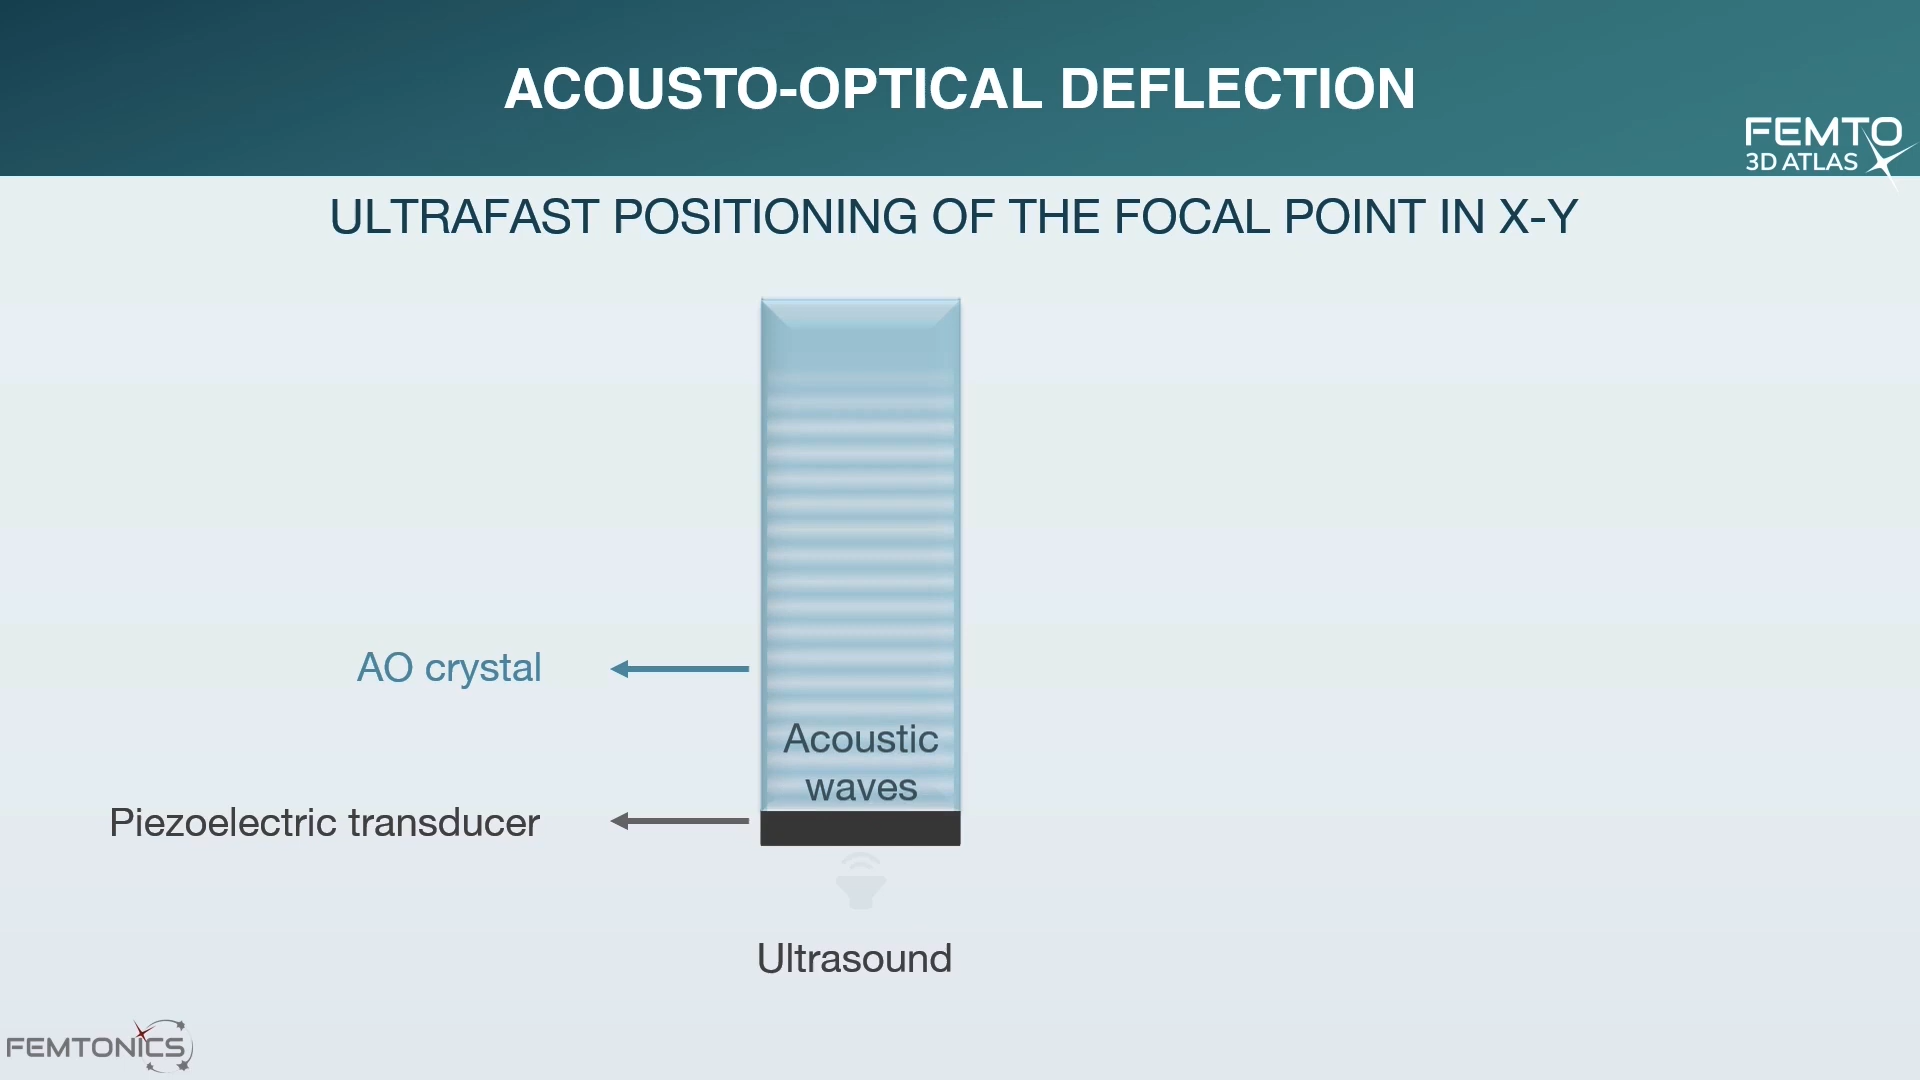 ACOUSTO-OPTICAL DEFLECTION
FEMTO
3D ATLAS
ULTRAFAST POSITIONING OF THE FOCAL POINT IN X-Y
AO crystal
Acoustic
waves
Piezoelectric transducer
Ultrasound
FEMTONICS